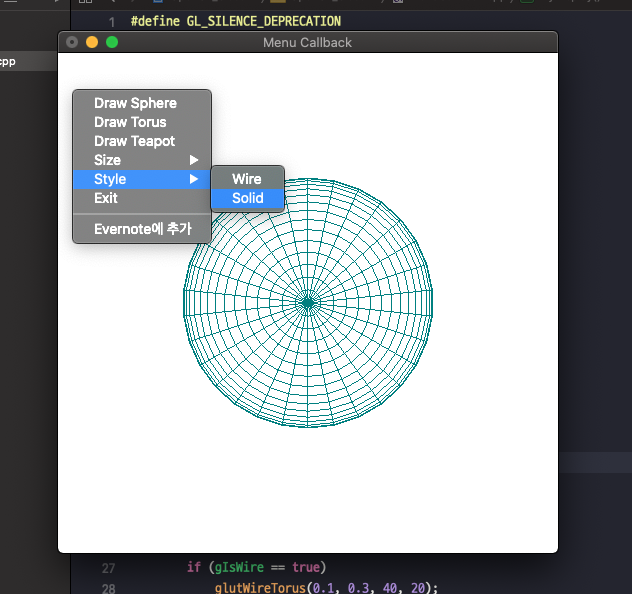 1 #define GL_SILENCE_DEPRECATION
Menu Callback
cpp
Draw Sphere
Draw Torus
Draw Teapot
Size
Style
Exit
Evernote에 추가
Wire
Solid
27 if (gIsWire == true)
28 glutWireTorus(0.1, 0.3, 40, 20);